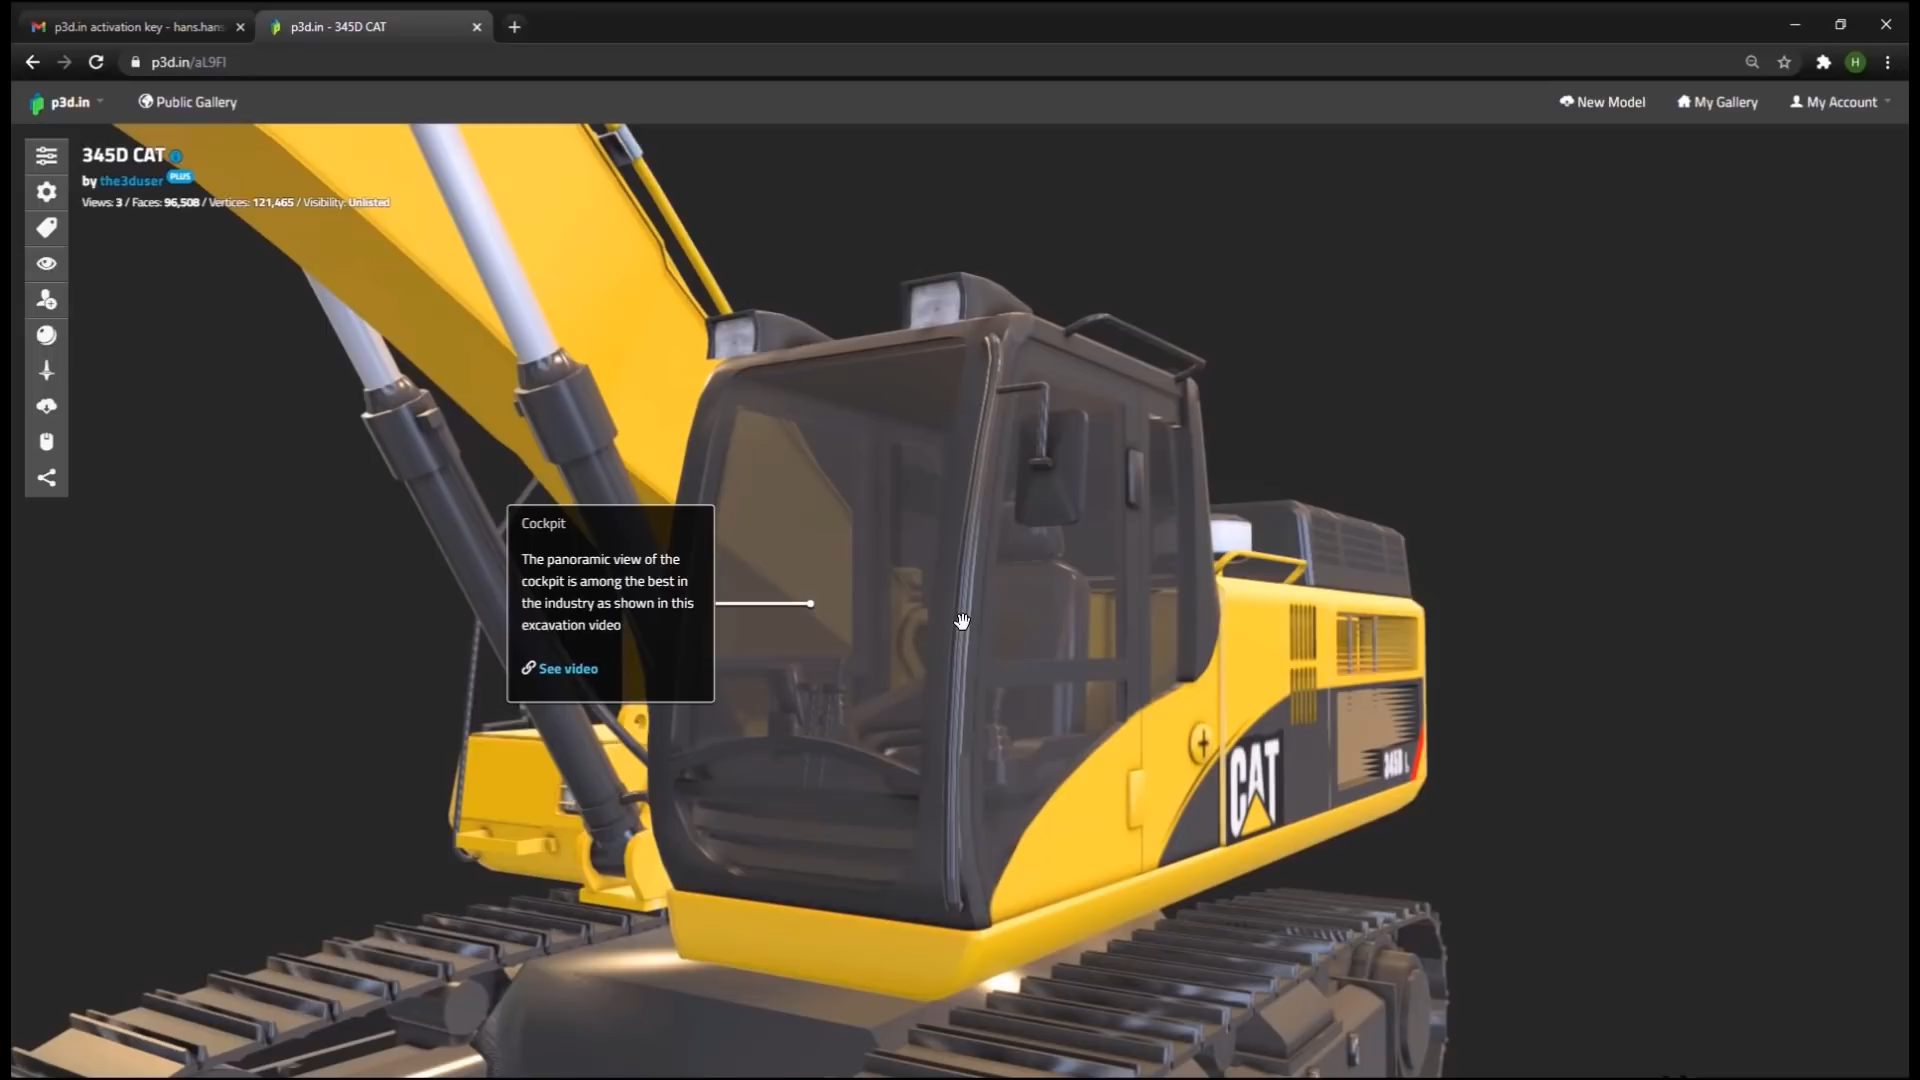 p3d.in activation key - hans.hans
p3d.in - 345D CAT
p3d.in/aL9Fl
p3d.in
Public Gallery
New Model
My Gallery
My Account
345D CAT
by the3duser PLUS
Views: 3 / Faces: 96,508 / Vertices: 121,465 / Visibility: Unlisted
Cockpit
The panoramic view of the
cockpit is among the best in
the industry as shown in this
excavation video
See video
CAT
345D L
H